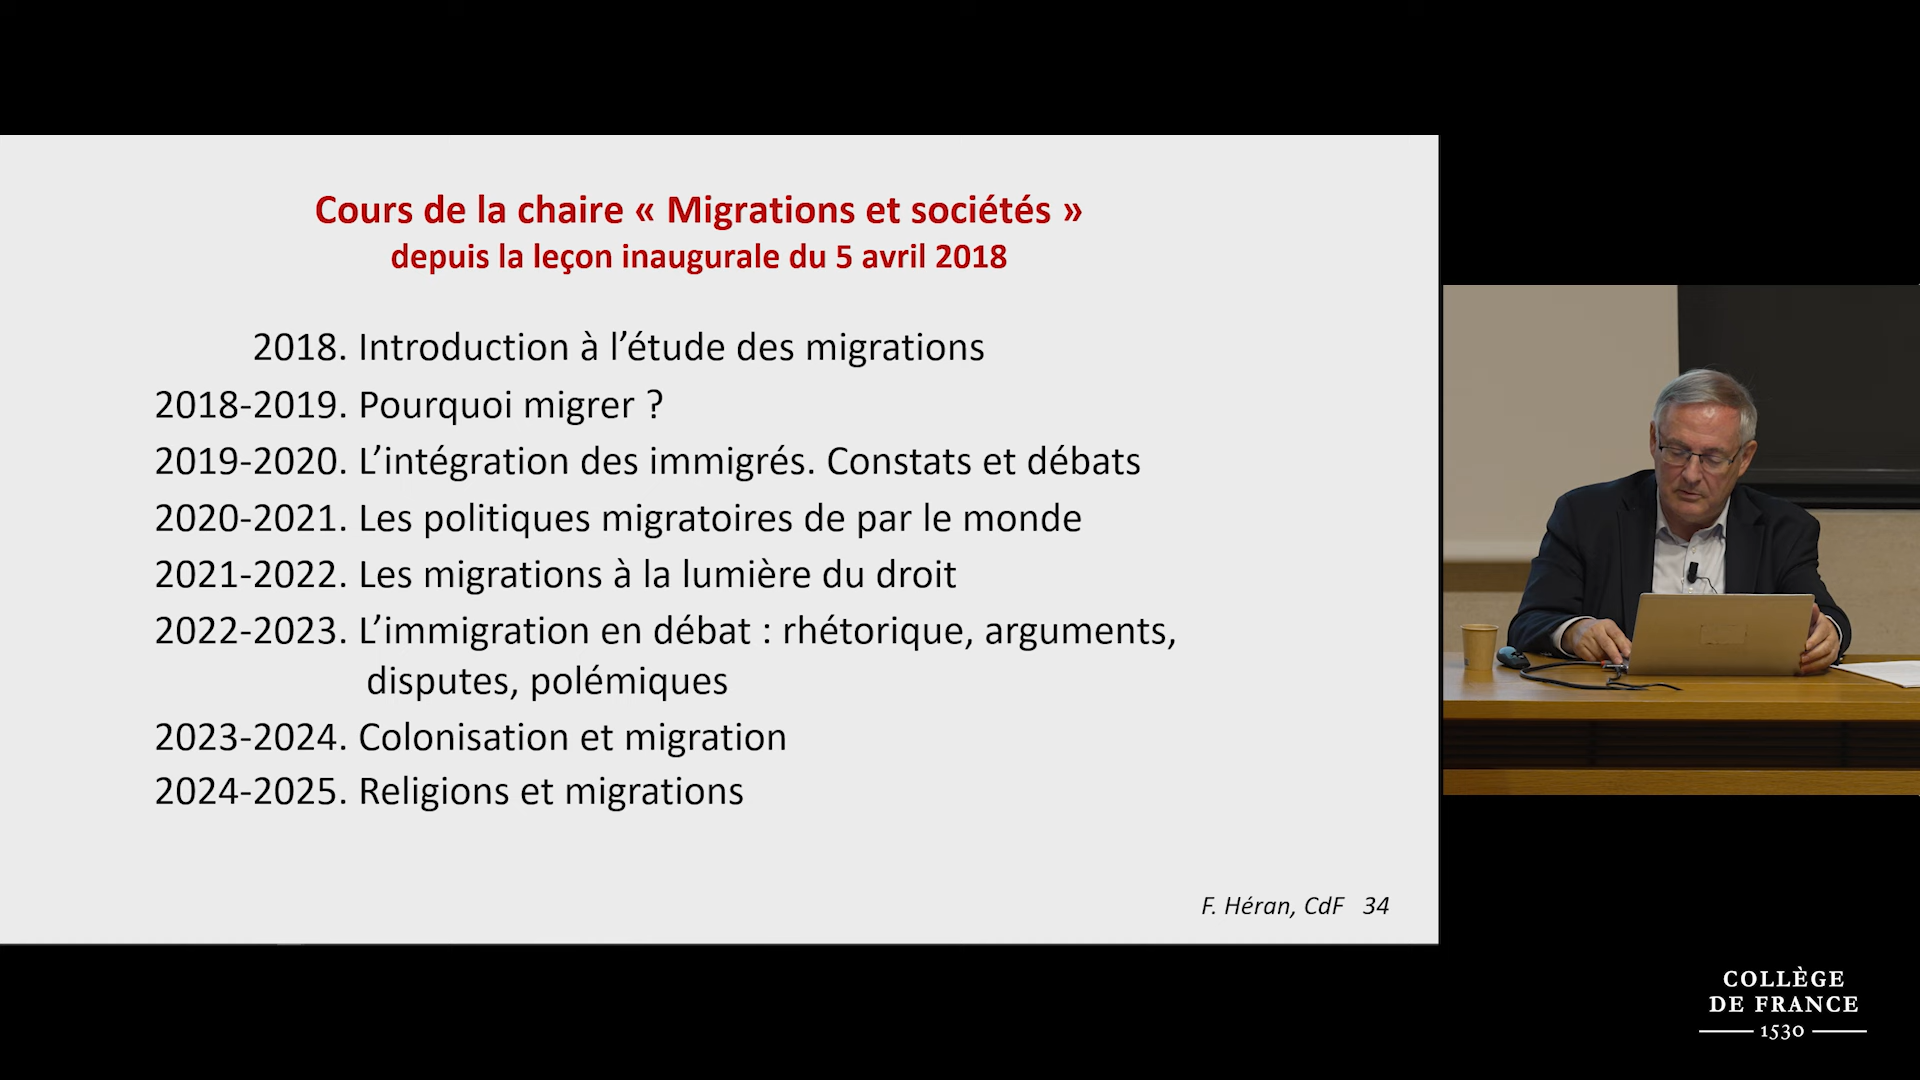 Cours de la chaire « Migrations et sociétés »
depuis la leçon inaugurale du 5 avril 2018
2018. Introduction à l’étude des migrations
2018-2019. Pourquoi migrer ?
2019-2020. L’intégration des immigrés. Constats et débats
2020-2021. Les politiques migratoires de par le monde
2021-2022. Les migrations à la lumière du droit
2022-2023. L’immigration en débat : rhétorique, arguments,
disputes, polémiques
2023-2024. Colonisation et migration
2024-2025. Religions et migrations
F. Héran, CdF 34
COLLÈGE
DE FRANCE
1530